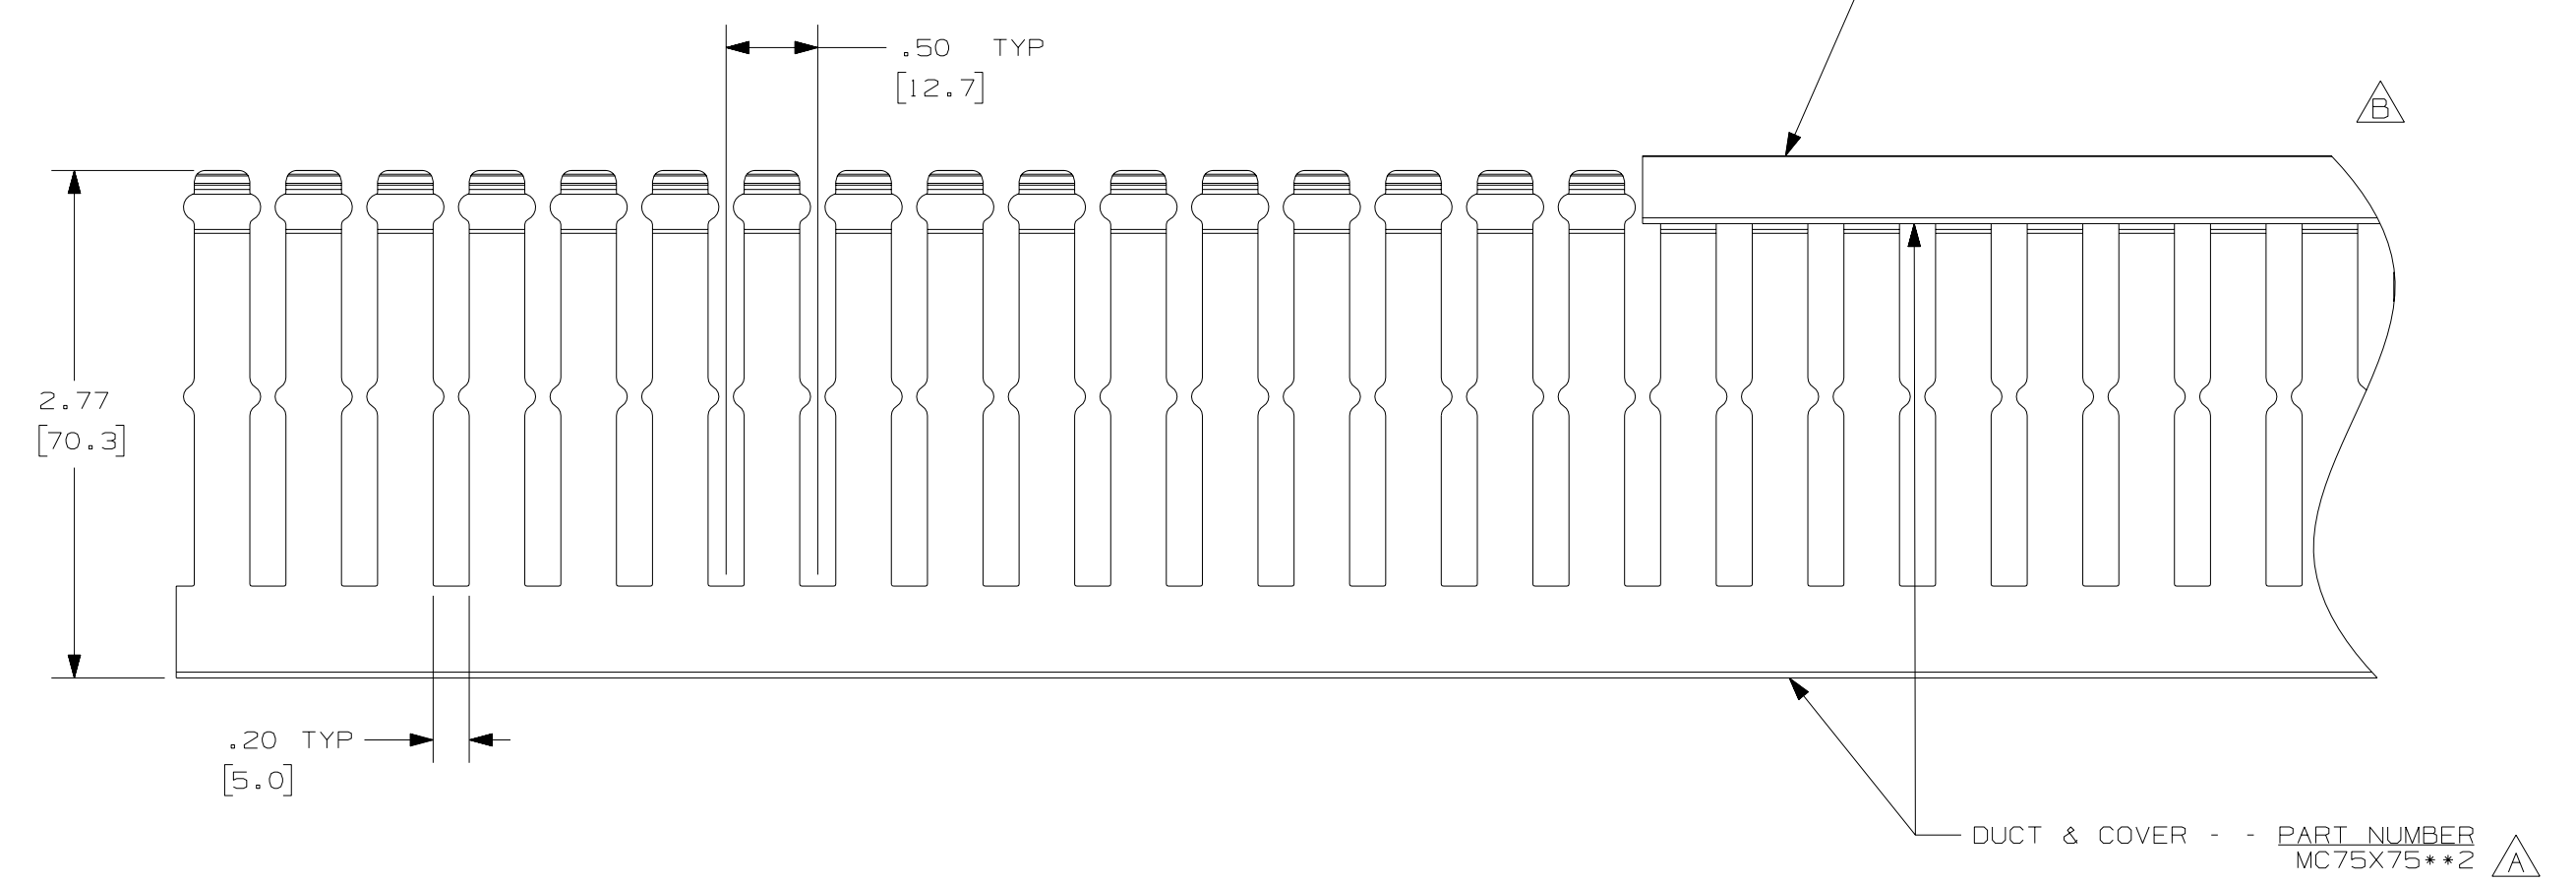 .50 TYP
[12.7]
B
2.77
[70.3]
.20 TYP
[5.0]
DUCT & COVER - - PART NUMBER
MC75X75**2
A